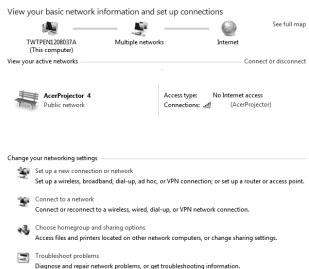 View your basic network information and set up connections
See full map
TWTPEN1208037A
(This computer)
Multiple networks
Internet
View your active networks
Connect or disconnect
AcerProjector 4
Public network
Access type: No Internet access
Connections: (AcerProjector)
Change your networking settings
Set up a new connection or network
Set up a wireless, broadband, dial-up, ad hoc, or VPN connection; or set up a router or access point.
Connect to a network
Connect or reconnect to a wireless, wired, dial-up, or VPN network connection.
Choose homegroup and sharing options
Access files and printers located on other network computers, or change sharing settings.
Troubleshoot problems
Diagnose and repair network problems, or get troubleshooting information.